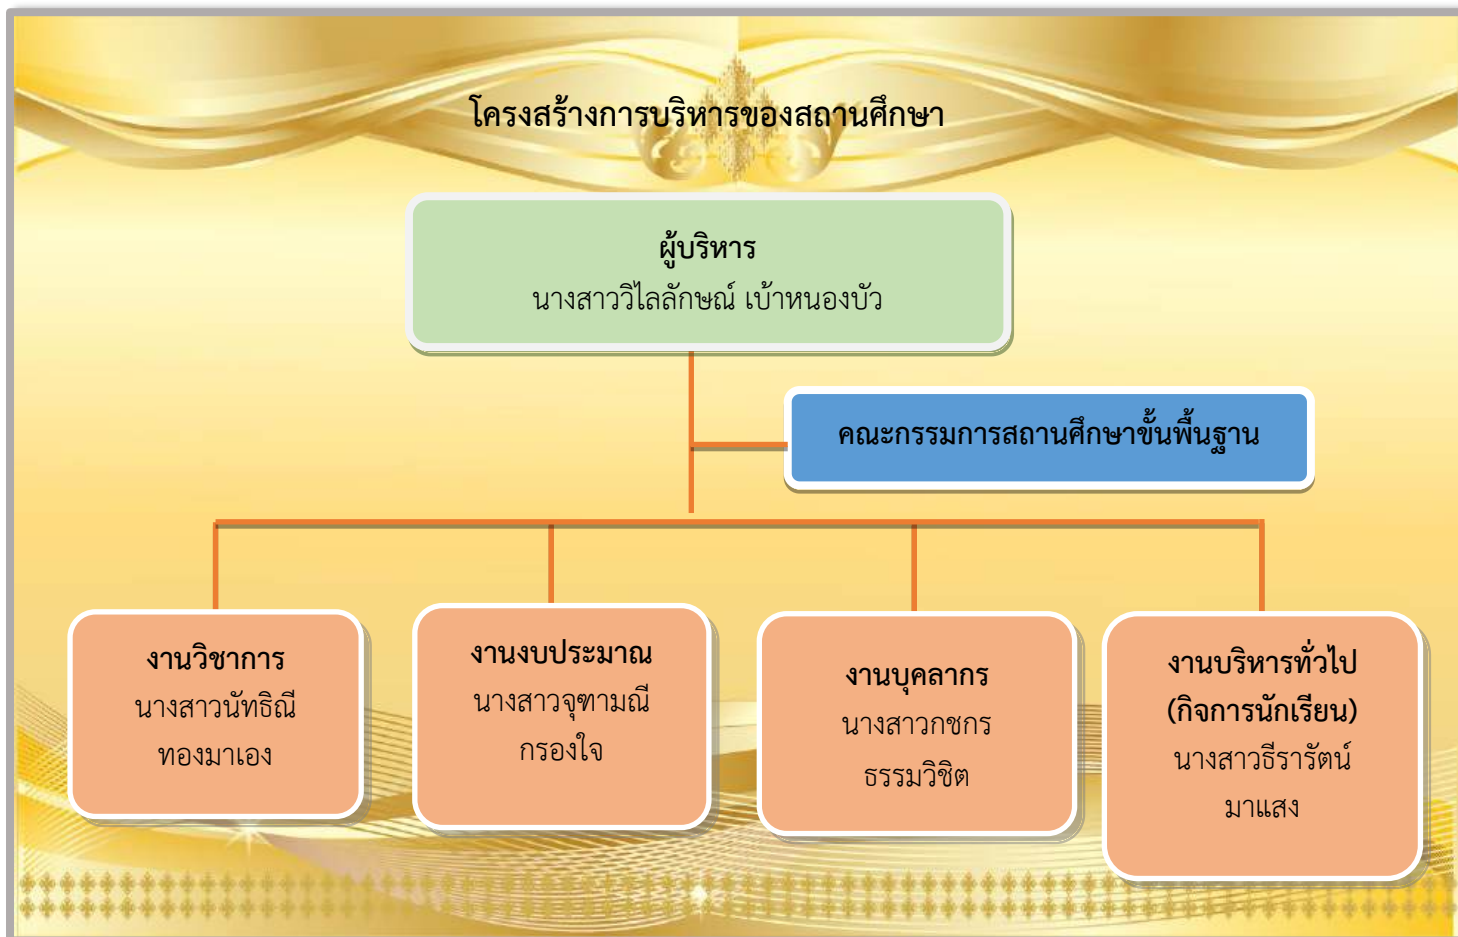 โครงสร้างการบริหารของสถานศึกษา
ผู้บริหาร
นางสาววิไลลักษณ์ เบ้าหนองบัว
คณะกรรมการสถานศึกษาขั้นพื้นฐาน
งานวิชาการ
นางสาวนัทธิณี
ทองมาเอง
งานงบประมาณ
นางสาวจุฑามณี
กรองใจ
งานบุคลากร
นางสาวกชกร
ธรรมวิชิต
งานบริหารทั่วไป
(กิจการนักเรียน)
นางสาวธีรารัตน์
มาแสง